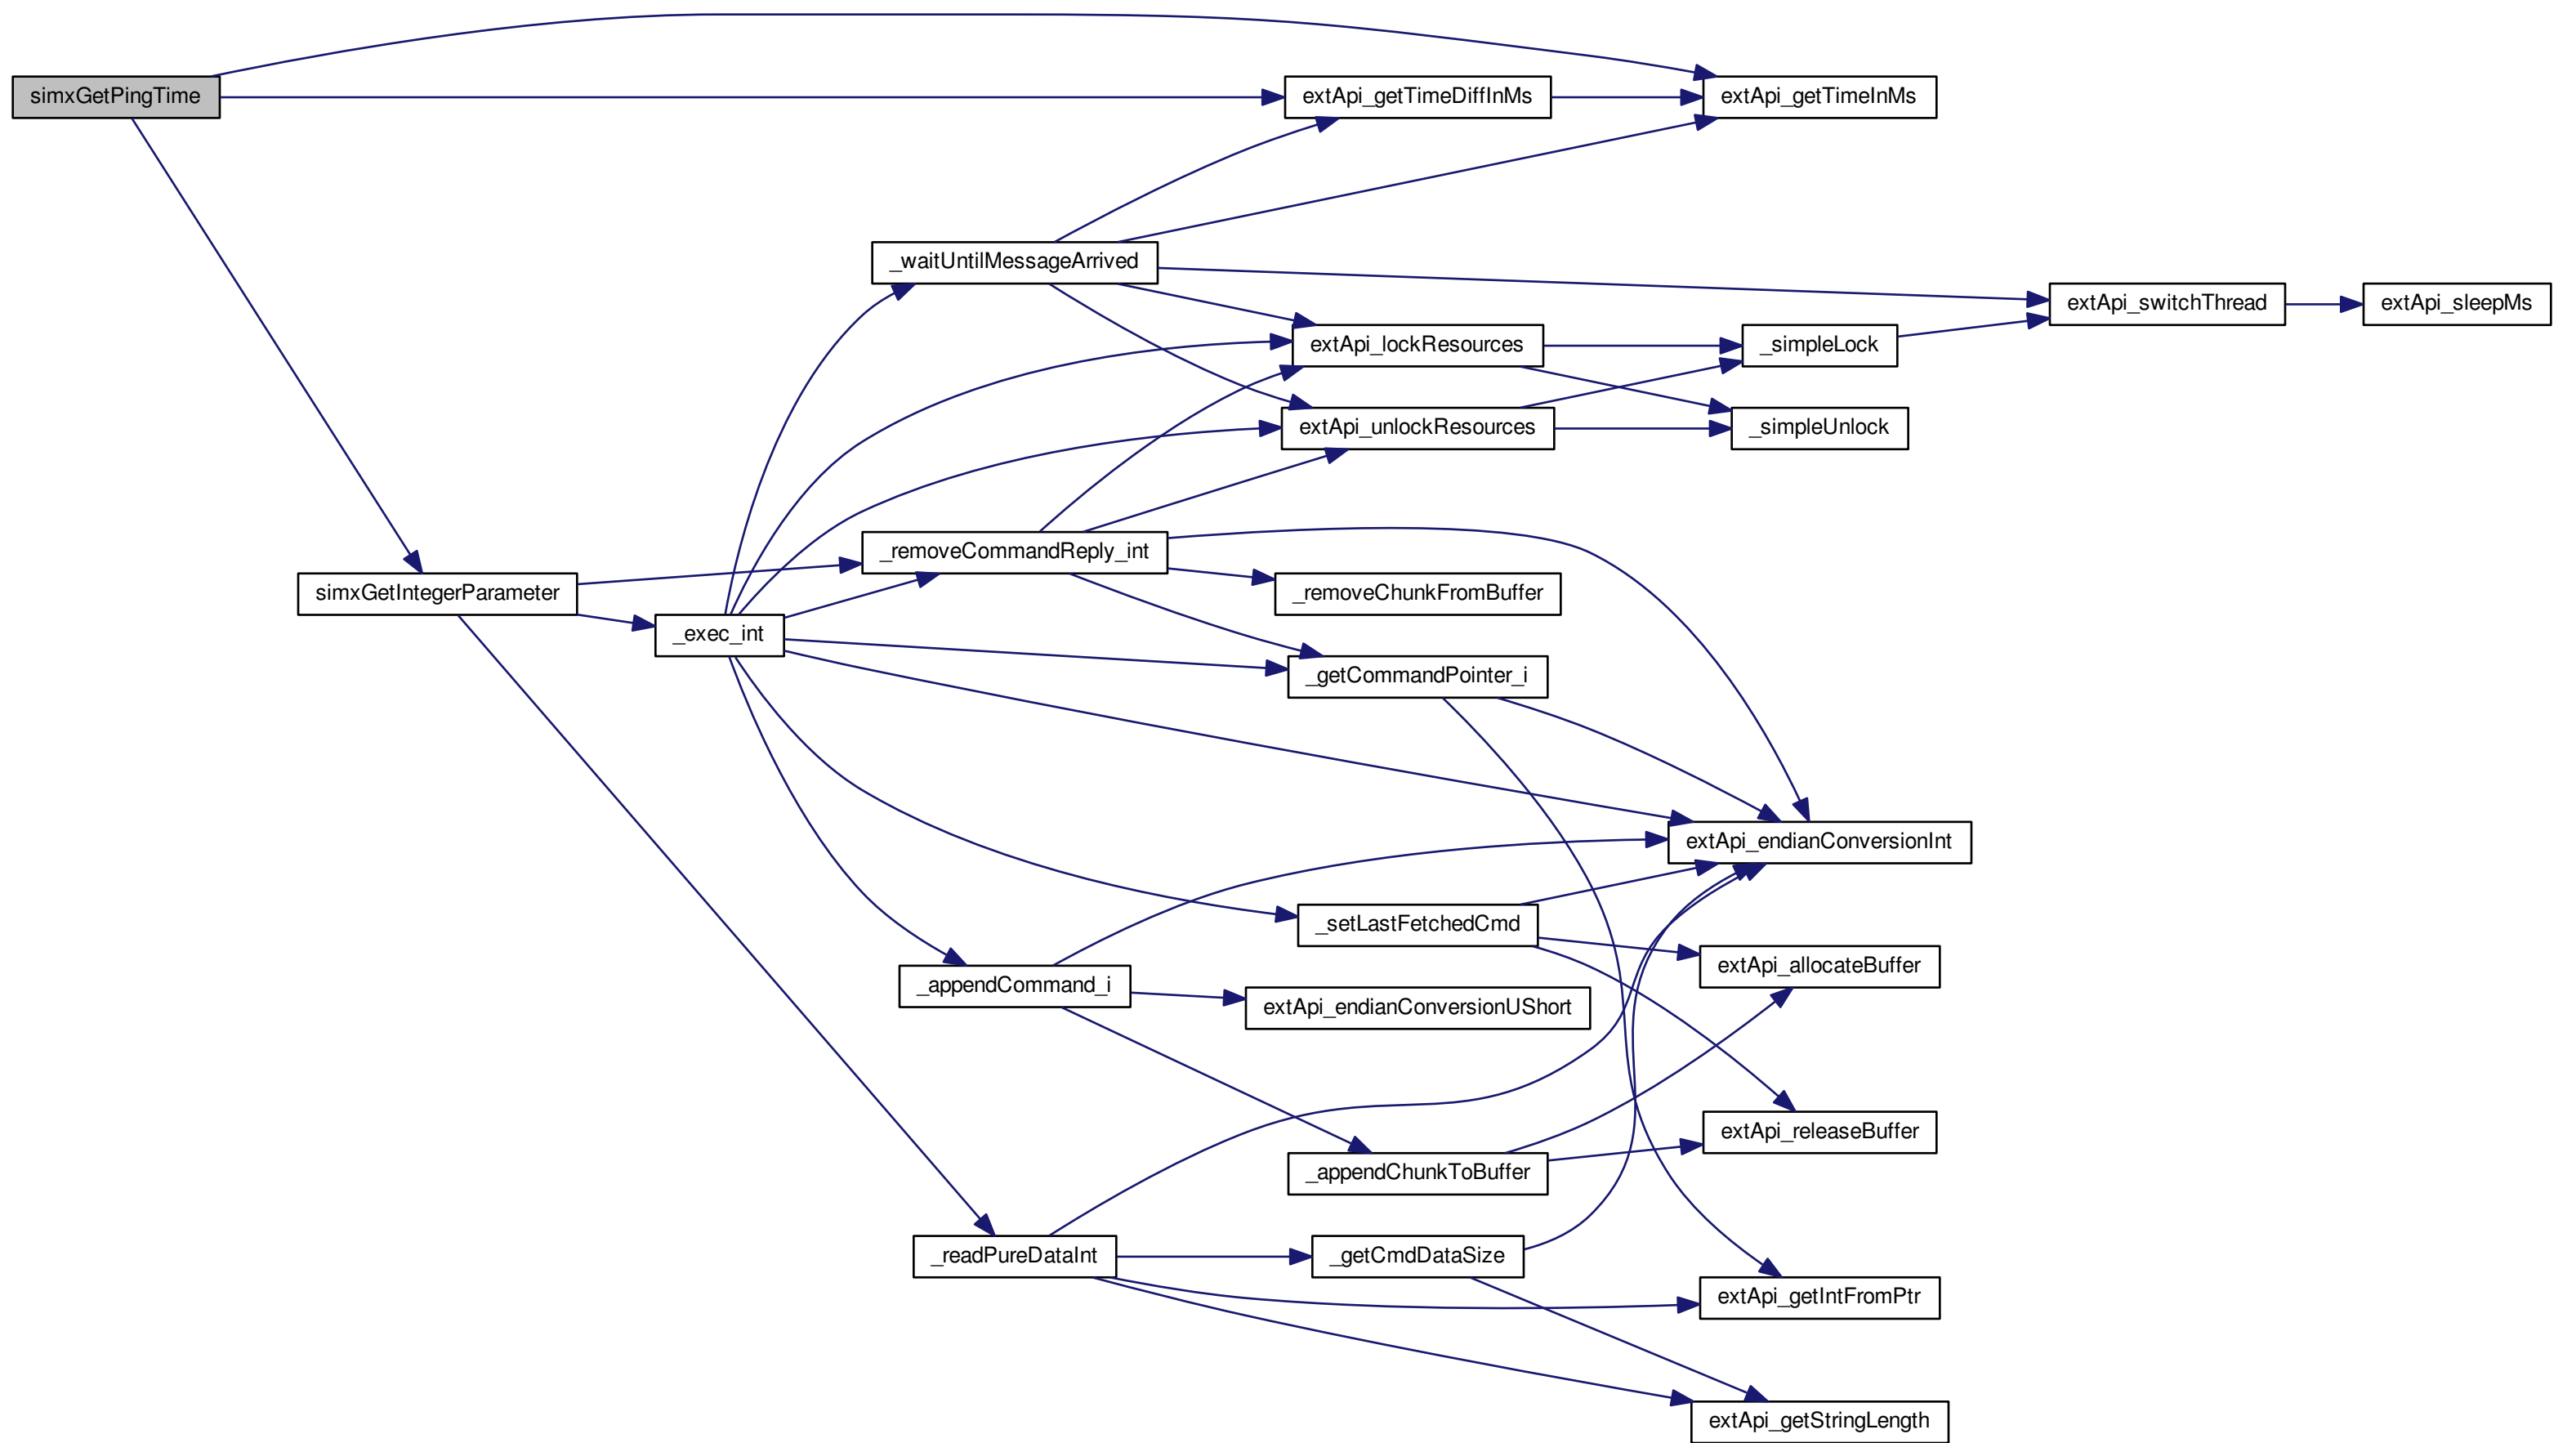 simxGetPingTime
extApi_getTimeDiffInMs
extApi_getTimeInMs
_waitUntilMessageArrived
extApi_switchThread
extApi_sleepMs
extApi_lockResources
_simpleLock
extApi_unlockResources
_simpleUnlock
_removeCommandReply_int
simxGetIntegerParameter
_removeChunkFromBuffer
_exec_int
_getCommandPointer_i
extApi_endianConversionInt
_setLastFetchedCmd
extApi_allocateBuffer
_appendCommand_i
extApi_endianConversionUShort
extApi_releaseBuffer
_appendChunkToBuffer
_readPureDataInt
_getCmdDataSize
extApi_getIntFromPtr
extApi_getStringLength